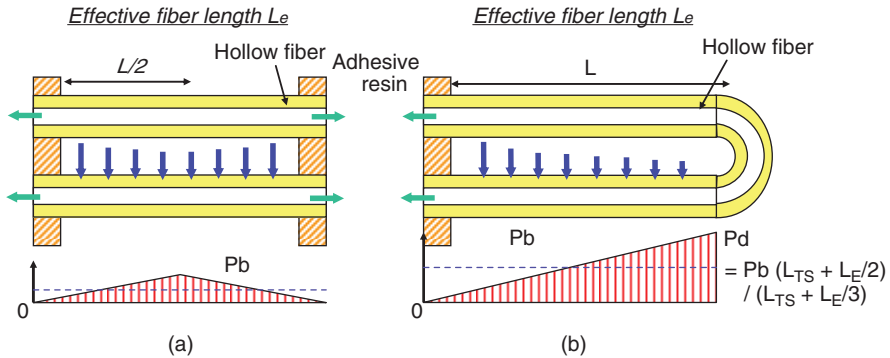 Effective fiber length Le
Hollow fiber
L/2
Adhesive
resin
Pb
0
(a)
Effective fiber length Le
Hollow fiber
L
Pb
Pd
= Pb (LTS + LE/2)
/ (LTS + LE/3)
0
(b)